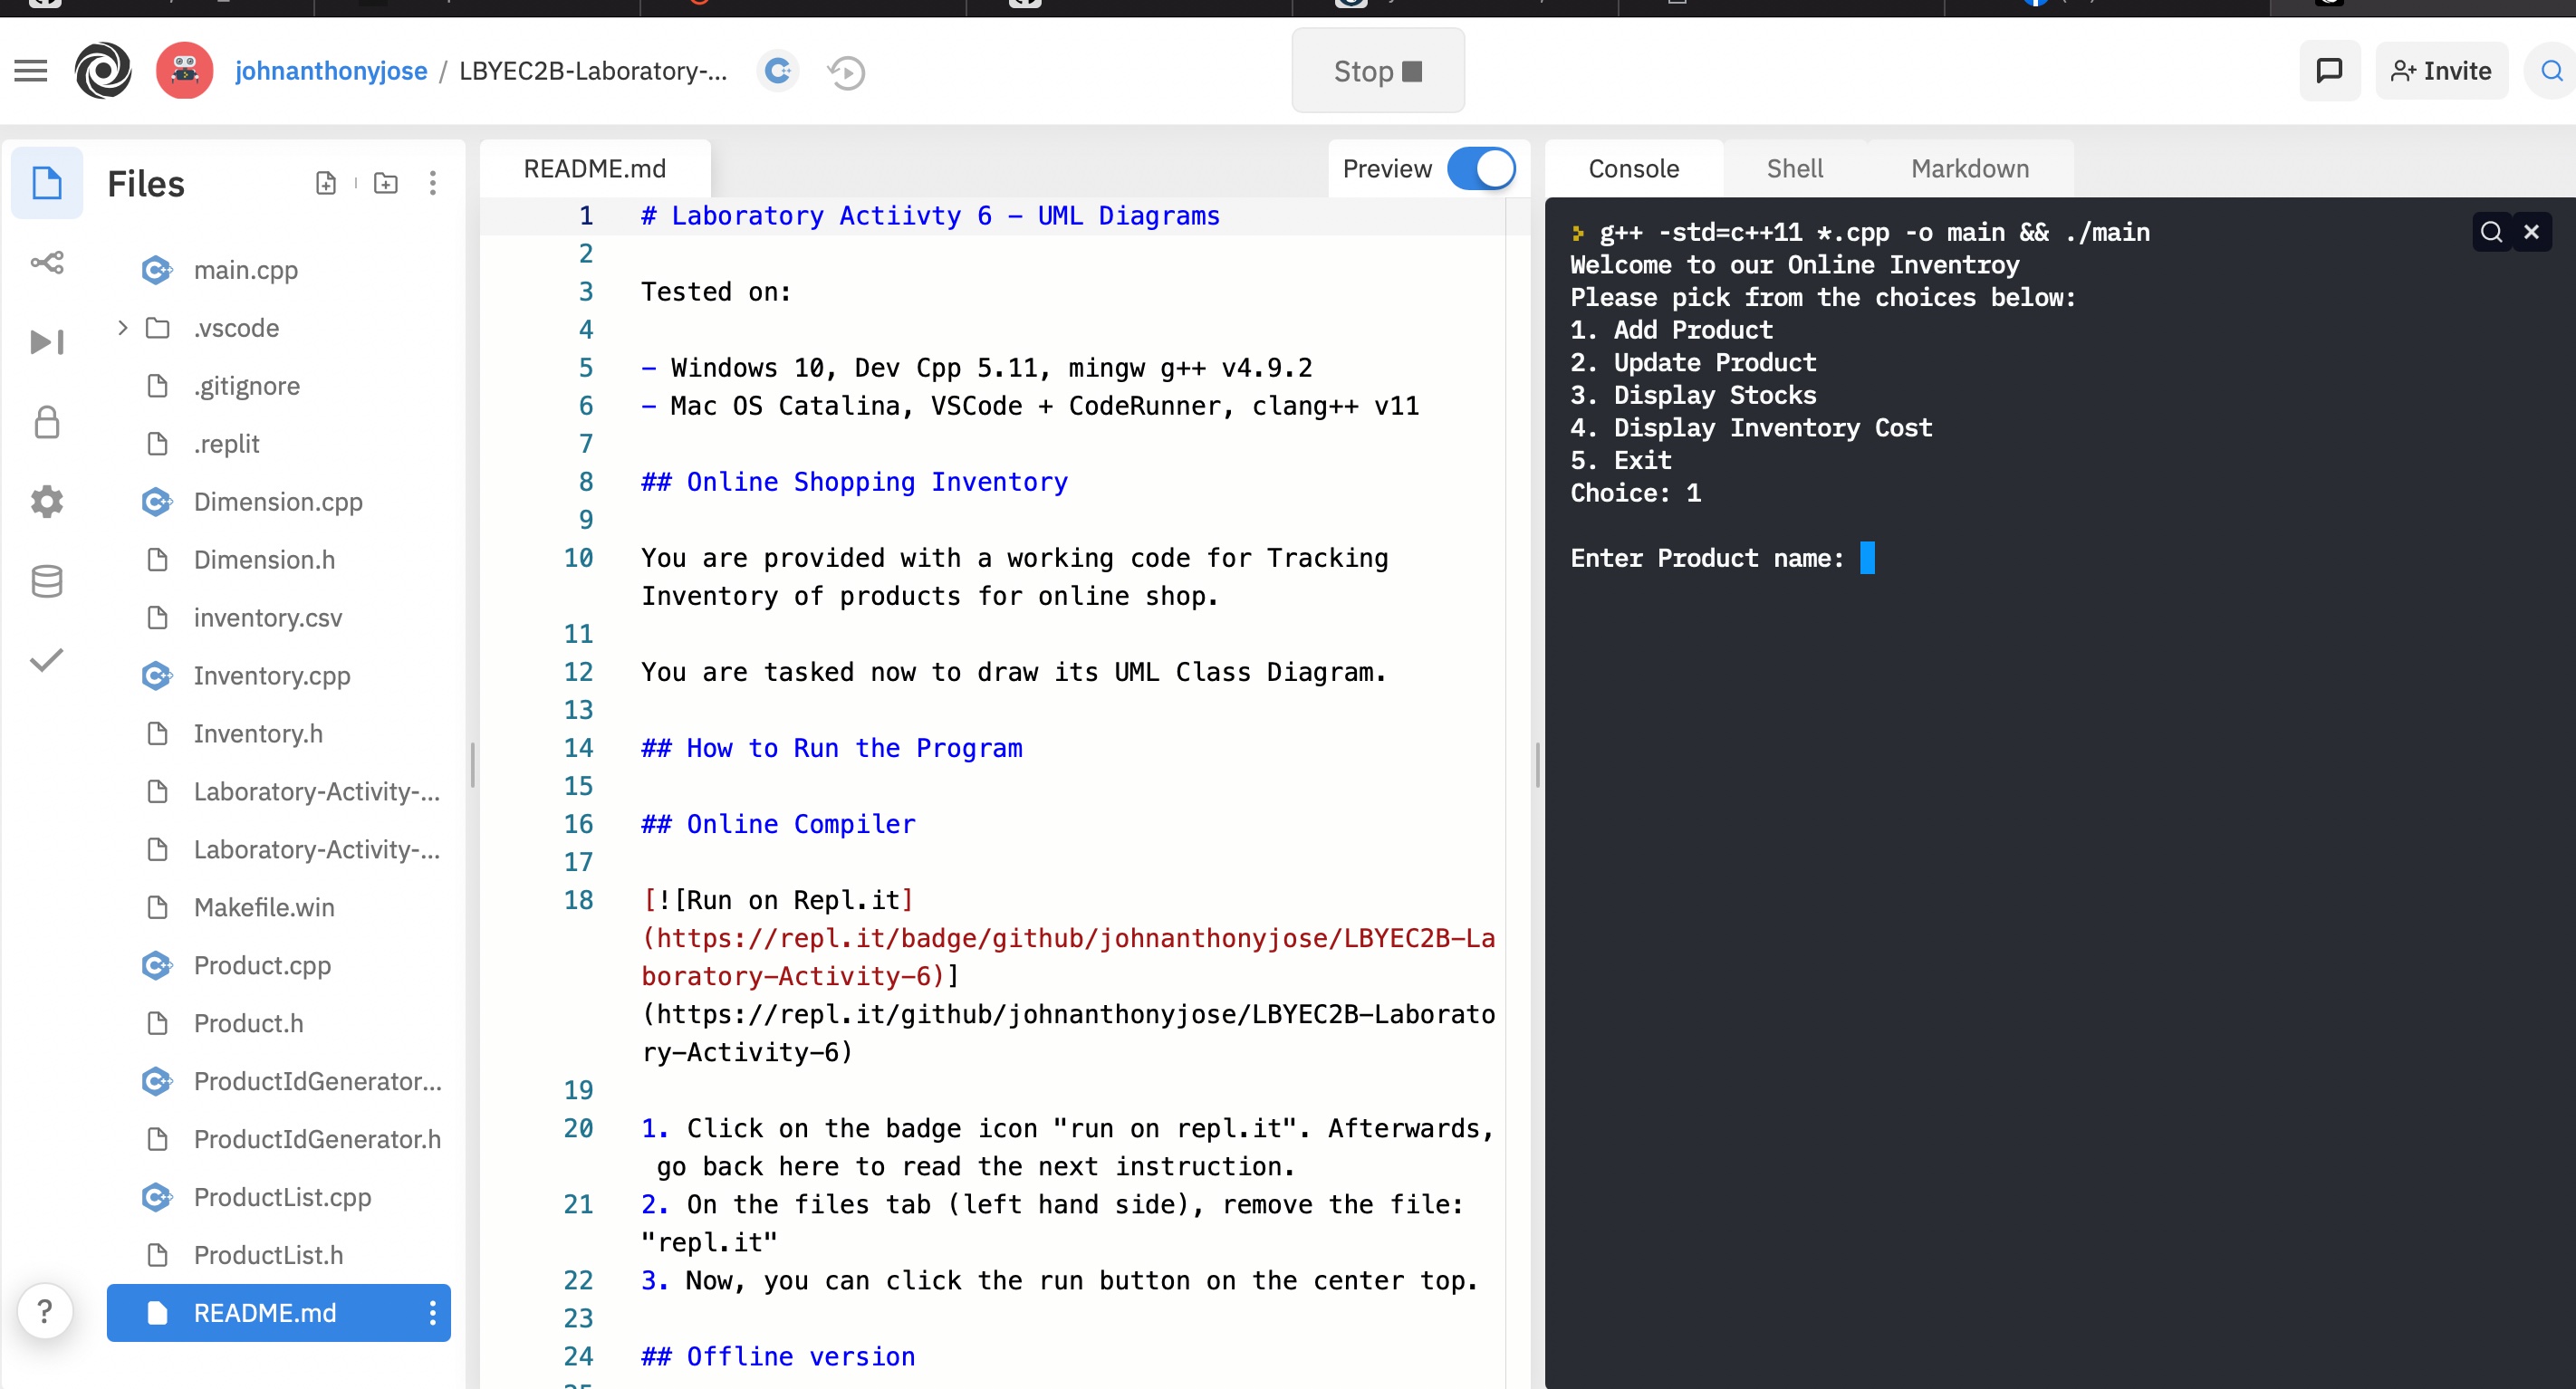 johnanthonyjose / LBYEC2B-Laboratory-...
Stop
Invite
Files
main.cpp
.vscode
.gitignore
.replit
Dimension.cpp
Dimension.h
inventory.csv
Inventory.cpp
Inventory.h
Laboratory-Activity-...
Laboratory-Activity-...
Makefile.win
Product.cpp
Product.h
ProductIdGenerator...
ProductIdGenerator.h
ProductList.cpp
ProductList.h
README.md
?
README.md
Preview
1 # Laboratory Actiivty 6 - UML Diagrams
2
3 Tested on:
4
5 - Windows 10, Dev Cpp 5.11, mingw g++ v4.9.2
6 - Mac OS Catalina, VSCode + CodeRunner, clang++ v11
7
8 ## Online Shopping Inventory
9
10 You are provided with a working code for Tracking
Inventory of products for online shop.
11
12 You are tasked now to draw its UML Class Diagram.
13
14 ## How to Run the Program
15
16 ## Online Compiler
17
18 [![Run on Repl.it]
(https://repl.it/badge/github/johnanthonyjose/LBYEC2B-La
boratory-Activity-6)]
(https://repl.it/github/johnanthonyjose/LBYEC2B-Laborato
ry-Activity-6)
19
20 1. Click on the badge icon "run on repl.it". Afterwards,
go back here to read the next instruction.
21 2. On the files tab (left hand side), remove the file:
"repl.it"
22 3. Now, you can click the run button on the center top.
23
24 ## Offline version
Console
Shell
Markdown
g++ -std=c++11 *.cpp -o main && ./main
Welcome to our Online Inventroy
Please pick from the choices below:
1. Add Product
2. Update Product
3. Display Stocks
4. Display Inventory Cost
5. Exit
Choice: 1
Enter Product name: